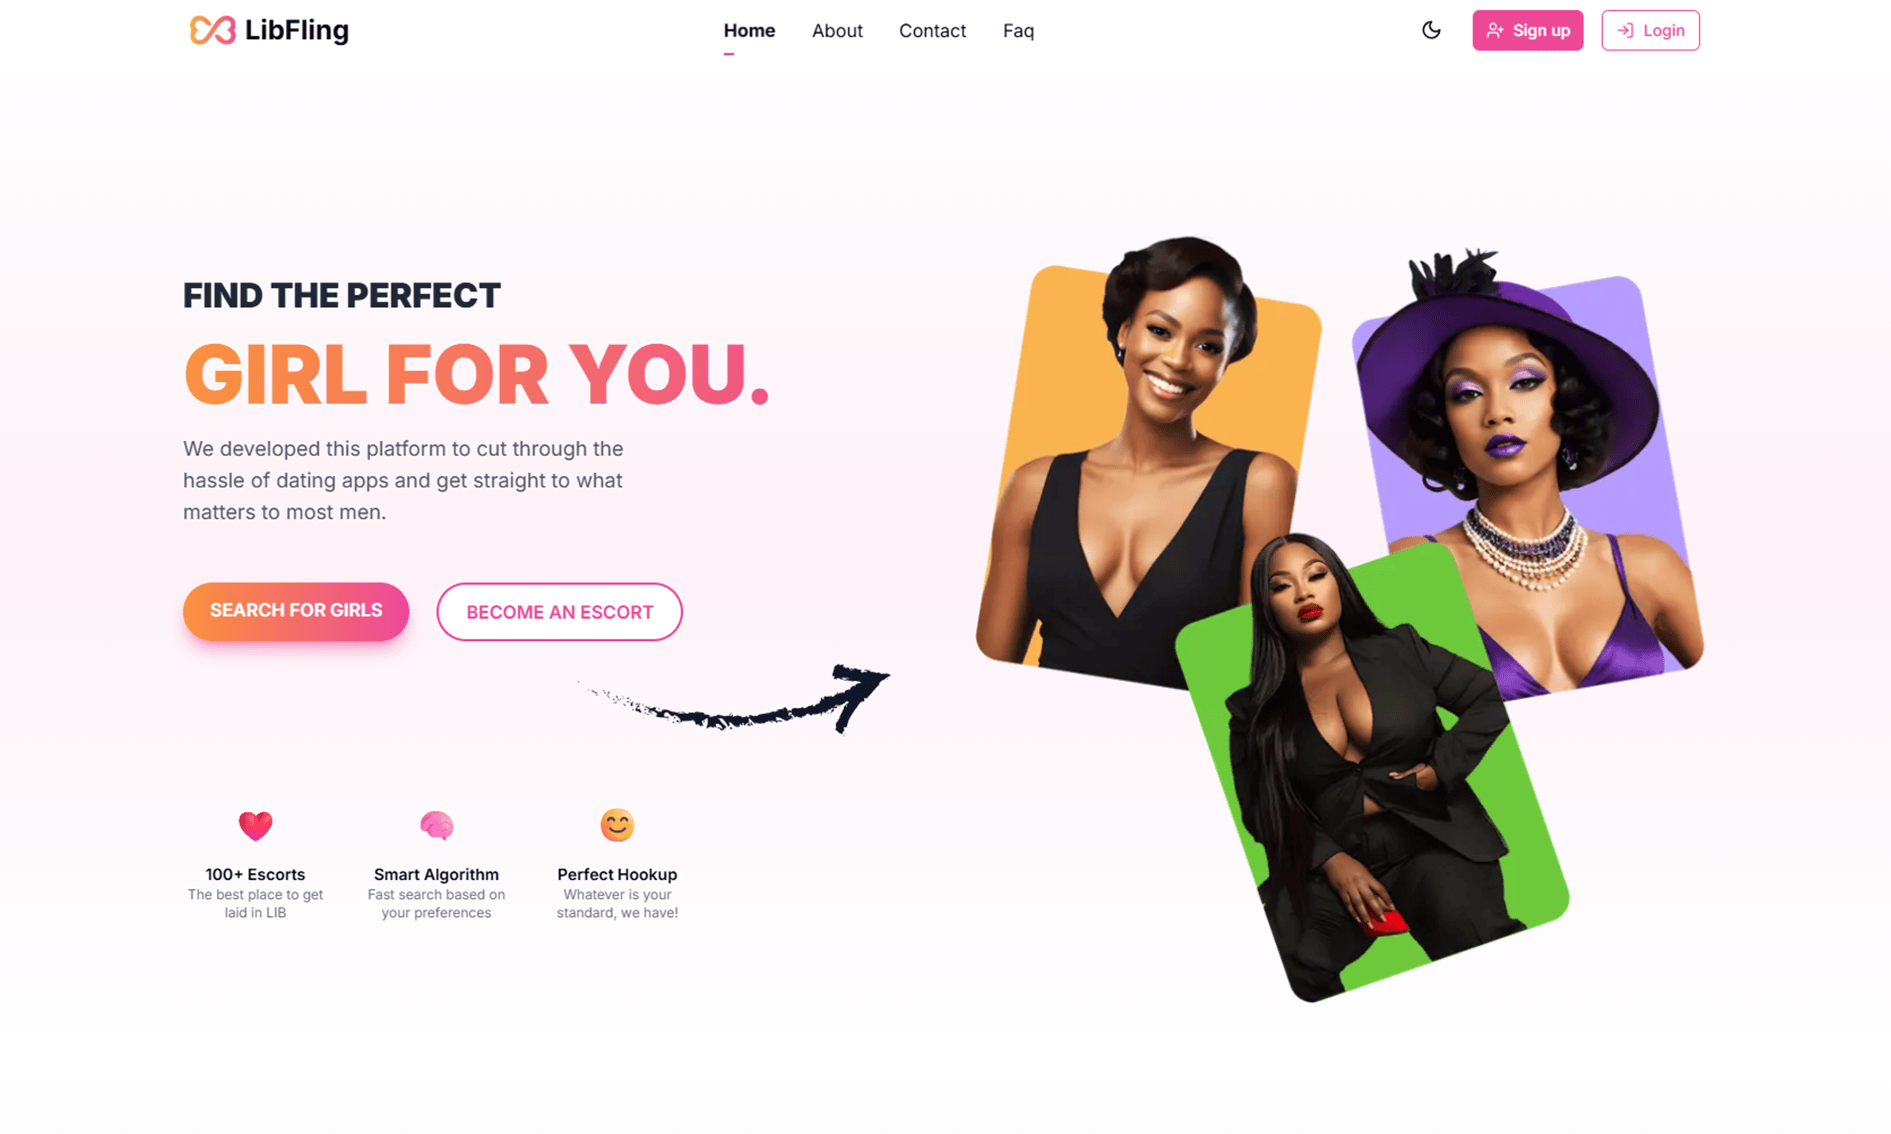 LibFling
Home
About
Contact
Faq
Sign up
Login
FIND THE PERFECT
GIRL FOR YOU.
We developed this platform to cut through the
hassle of dating apps and get straight to what
matters to most men.
SEARCH FOR GIRLS
BECOME AN ESCORT
100+ Escorts
The best place to get
laid in LIB
Smart Algorithm
Fast search based on
your preferences
Perfect Hookup
Whatever is your
standard, we have!